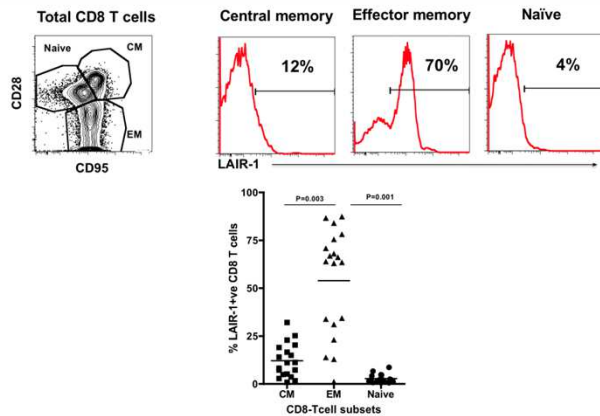 Total CD8 T cells
Central memory
Effector memory
Naïve
Naive
CM
EM
CD28
CD95
12%
70%
4%
LAIR-1
P=0.003
P=0.001
% LAIR-1+ve CD8 T cells
100
75
50
25
0
CM
EM
Naive
CD8-Tcell subsets